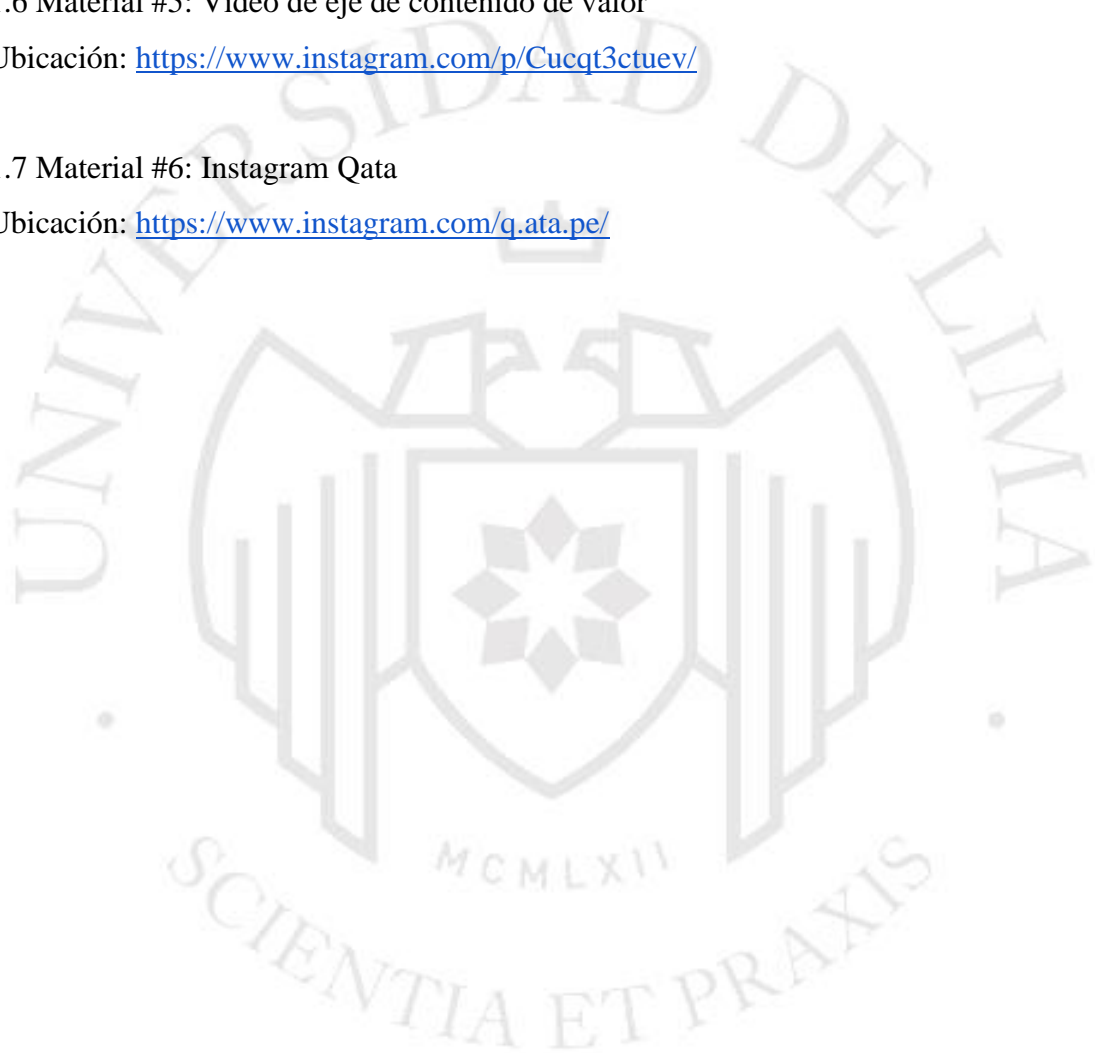 .6 Material #5: Video de eje de contenido de valor
Ubicación: https://www.instagram.com/p/Cucqt3ctuev/
.7 Material #6: Instagram Qata
Ubicación: https://www.instagram.com/q.ata.pe/
UNIVERSIDAD DE LIMA
MCMLXII
SCIENTIA ET PRAXIS